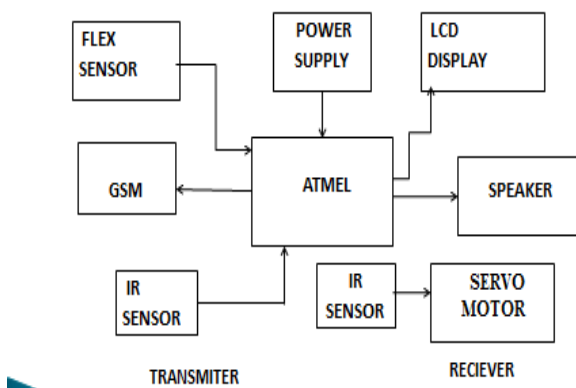 FLEX
SENSOR
POWER
SUPPLY
LCD
DISPLAY
GSM
ATMEL
SPEAKER
IR
SENSOR
IR
SENSOR
SERVO
MOTOR
TRANSMITER
RECIEVER